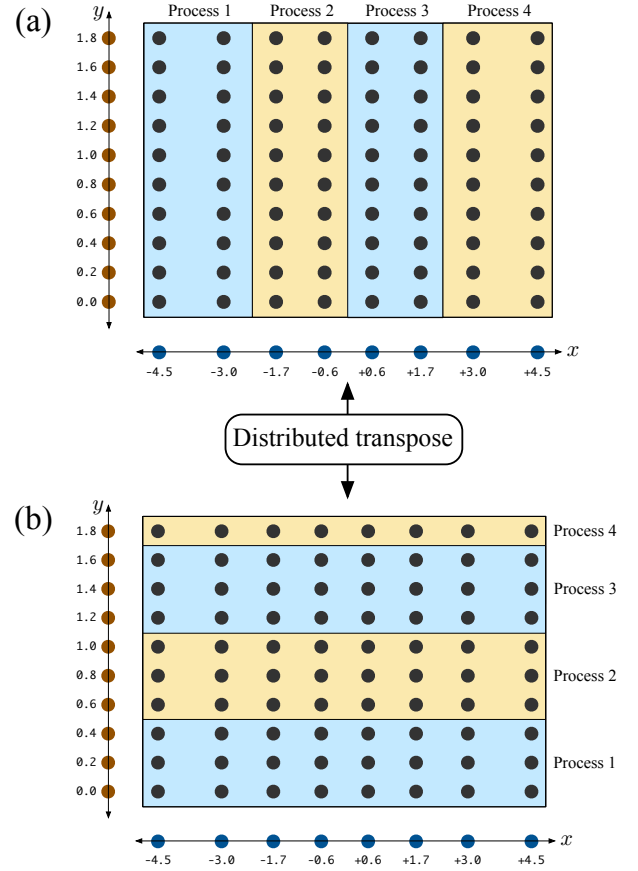 (a)
y
Process 1 Process 2 Process 3 Process 4
1.8
1.6
1.4
1.2
1.0
0.8
0.6
0.4
0.2
0.0
x
-4.5 -3.0 -1.7 -0.6 +0.6 +1.7 +3.0 +4.5
Distributed transpose
(b)
y
1.8 Process 4
1.6
1.4 Process 3
1.2
1.0
0.8 Process 2
0.6
0.4
0.2 Process 1
0.0
x
-4.5 -3.0 -1.7 -0.6 +0.6 +1.7 +3.0 +4.5